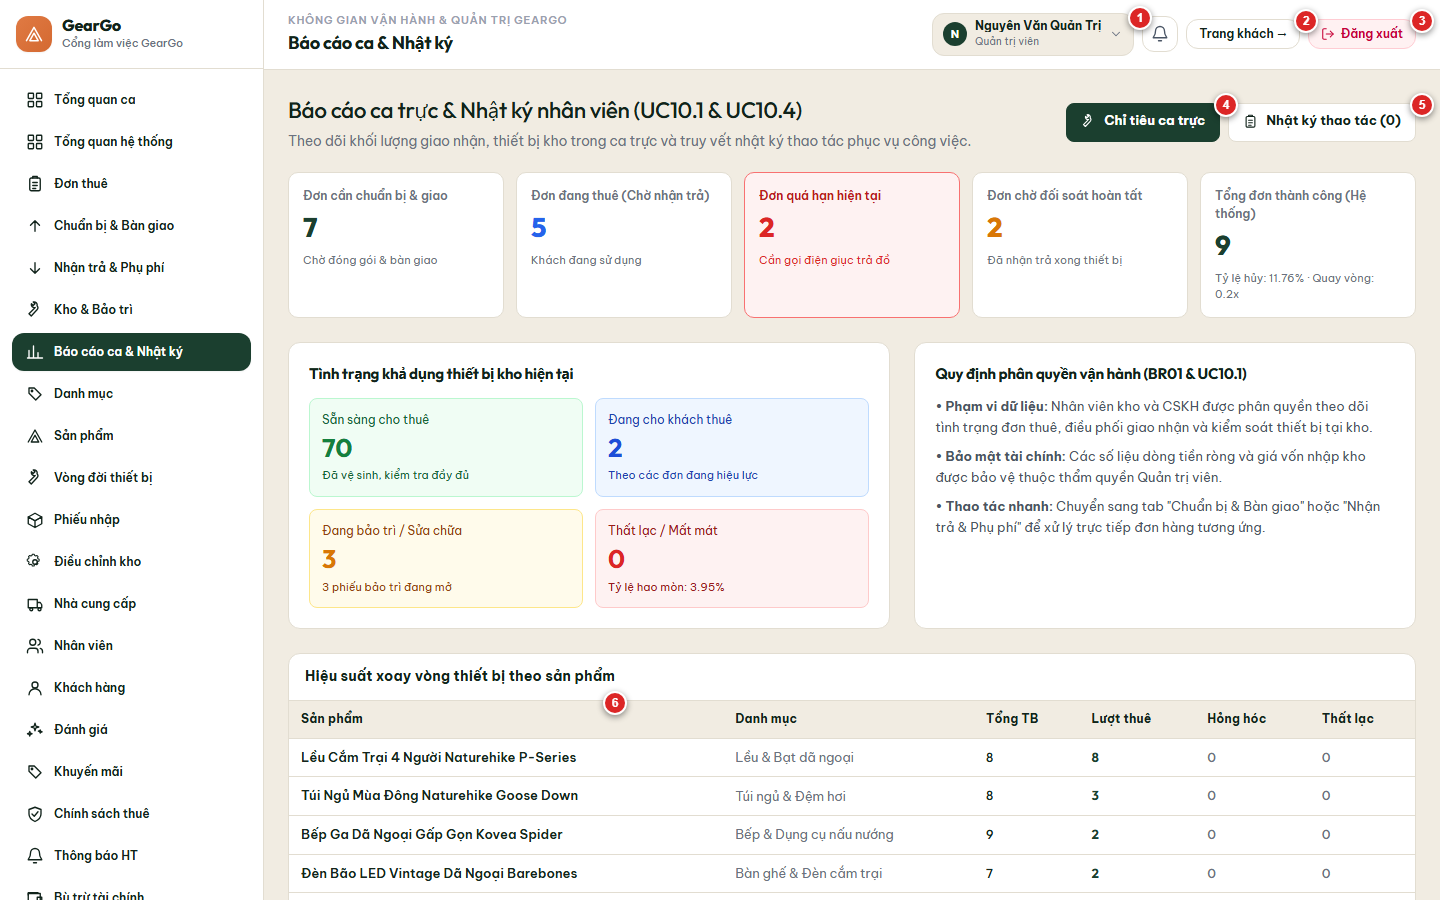 GearGo
Cổng làm việc GearGo
KHÔNG GIAN VẬN HÀNH & QUẢN TRỊ GEARGO
Báo cáo ca & Nhật ký
N
Nguyễn Văn Quản Trị
Quản trị viên
1
Trang khách →
2
Đăng xuất
3
Tổng quan ca
Tổng quan hệ thống
Đơn thuê
Chuẩn bị & Bàn giao
Nhận trả & Phụ phí
Kho & Bảo trì
Báo cáo ca & Nhật ký
Danh mục
Sản phẩm
Vòng đời thiết bị
Phiếu nhập
Điều chỉnh kho
Nhà cung cấp
Nhân viên
Khách hàng
Đánh giá
Khuyến mãi
Chính sách thuê
Thông báo HT
Bù trừ tài chính
Báo cáo ca trực & Nhật ký nhân viên (UC10.1 & UC10.4)
Theo dõi khối lượng giao nhận, thiết bị kho trong ca trực và truy vết nhật ký thao tác phục vụ công việc.
Chỉ tiêu ca trực
4
Nhật ký thao tác (0)
5
Đơn cần chuẩn bị & giao
7
Chờ đóng gói & bàn giao
Đơn đang thuê (Chờ nhận trả)
5
Khách đang sử dụng
Đơn quá hạn hiện tại
2
Cần gọi điện giục trả đồ
Đơn chờ đối soát hoàn tất
2
Đã nhận trả xong thiết bị
Tổng đơn thành công (Hệ
thống)
9
Tỷ lệ hủy: 11.76% · Quay vòng:
0.2x
Tình trạng khả dụng thiết bị kho hiện tại
Sẵn sàng cho thuê
70
Đã vệ sinh, kiểm tra đầy đủ
Đang cho khách thuê
2
Theo các đơn đang hiệu lực
Đang bảo trì / Sửa chữa
3
3 phiếu bảo trì đang mở
Thất lạc / Mất mát
0
Tỷ lệ hao mòn: 3.95%
Quy định phân quyền vận hành (BR01 & UC10.1)
• Phạm vi dữ liệu: Nhân viên kho và CSKH được phân quyền theo dõi
tình trạng đơn thuê, điều phối giao nhận và kiểm soát thiết bị tại kho.
• Bảo mật tài chính: Các số liệu dòng tiền ròng và giá vốn nhập kho
được bảo vệ thuộc thẩm quyền Quản trị viên.
• Thao tác nhanh: Chuyển sang tab "Chuẩn bị & Bàn giao" hoặc "Nhận
trả & Phụ phí" để xử lý trực tiếp đơn hàng tương ứng.
Hiệu suất xoay vòng thiết bị theo sản phẩm
6
Sản phẩm Danh mục Tổng TB Lượt thuê Hỏng hóc Thất lạc
Lều Cắm Trại 4 Người Naturehike P-Series Lều & Bạt dã ngoại 8 8 0 0
Túi Ngủ Mùa Đông Naturehike Goose Down Túi ngủ & Đệm hơi 8 3 0 0
Bếp Ga Dã Ngoại Gấp Gọn Kovea Spider Bếp & Dụng cụ nấu nướng 9 2 0 0
Đèn Bão LED Vintage Dã Ngoại Barebones Bàn ghế & Đèn cắm trại 7 2 0 0